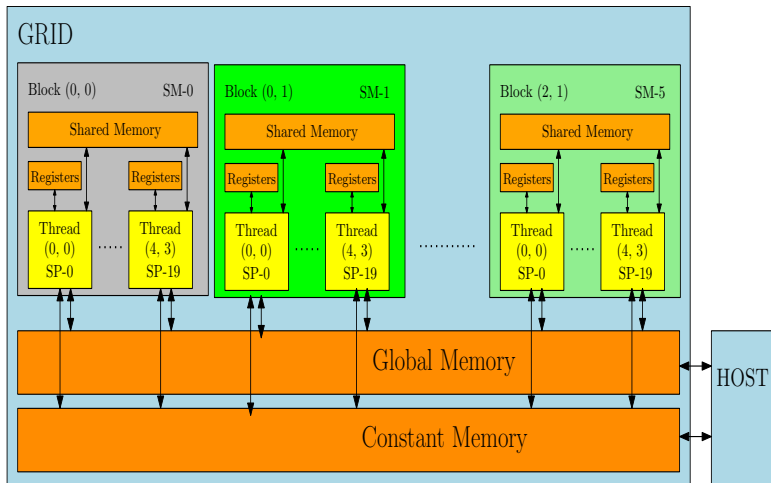 GRID
Block (0, 0) SM-0
Shared Memory
Registers Registers
Thread
(0, 0)
SP-0
.....
Thread
(4, 3)
SP-19
Block (0, 1) SM-1
Shared Memory
Registers Registers
Thread
(0, 0)
SP-0
.....
Thread
(4, 3)
SP-19
...........
Block (2, 1) SM-5
Shared Memory
Registers Registers
Thread
(0, 0)
SP-0
.....
Thread
(4, 3)
SP-19
Global Memory
Constant Memory
HOST